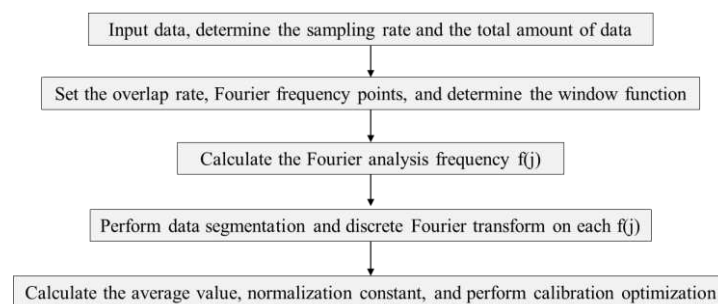 Input data, determine the sampling rate and the total amount of data
Set the overlap rate, Fourier frequency points, and determine the window function
Calculate the Fourier analysis frequency f(j)
Perform data segmentation and discrete Fourier transform on each f(j)
Calculate the average value, normalization constant, and perform calibration optimization